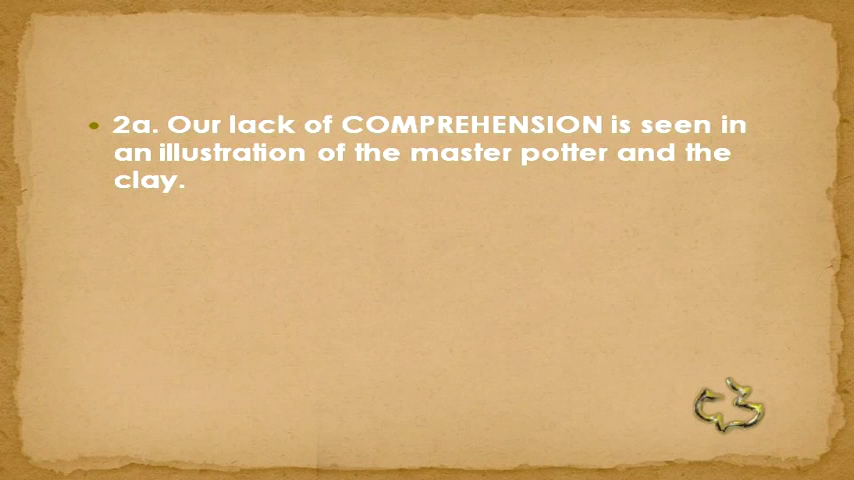 • 2a. Our lack of COMPREHENSION is seen in
an illustration of the master potter and the
clay.